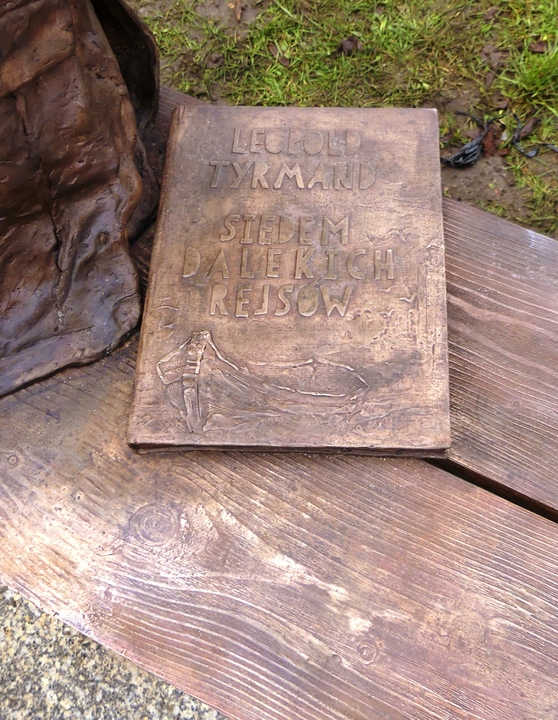 LEOPOLD
TYRMAND
SIEDEM
DALEKICH
REJSÓW